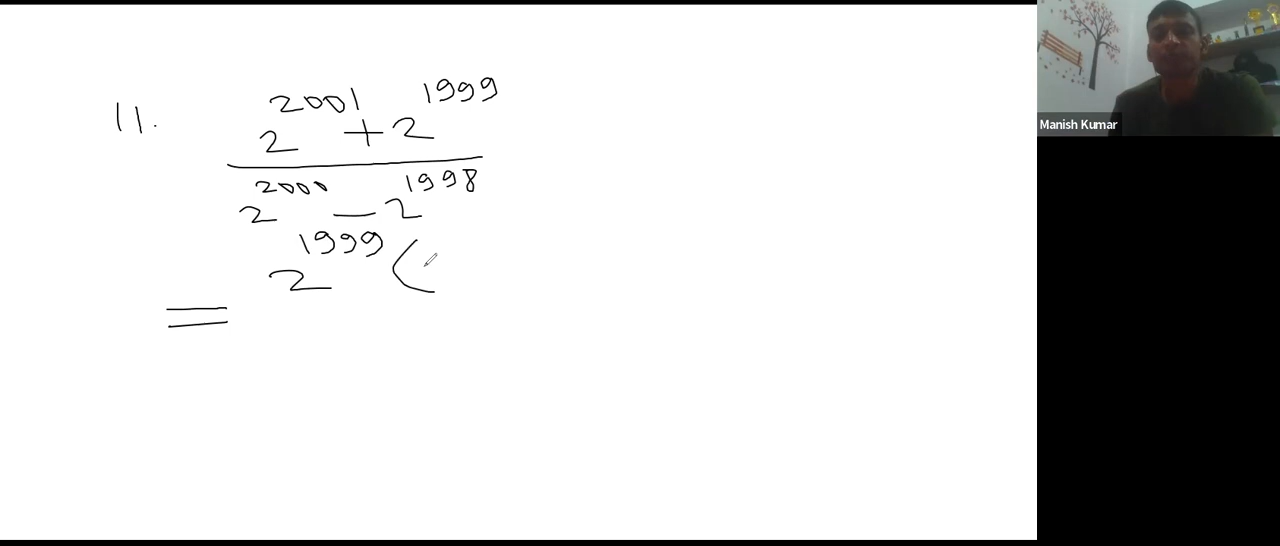 11. 2^2001 + 2^1999
2^2000 - 2^1998
= 2^1999 (
Manish Kumar